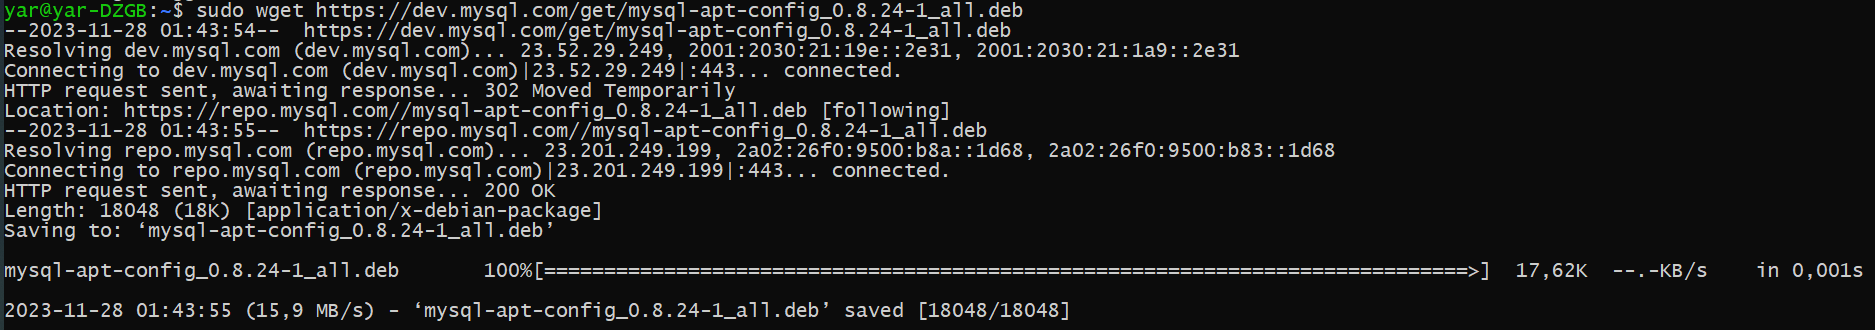 yar@yar-DZGB:~$ sudo wget https://dev.mysql.com/get/mysql-apt-config_0.8.24-1_all.deb
--2023-11-28 01:43:54--  https://dev.mysql.com/get/mysql-apt-config_0.8.24-1_all.deb
Resolving dev.mysql.com (dev.mysql.com)... 23.52.29.249, 2001:2030:21:19e::2e31, 2001:2030:21:1a9::2e31
Connecting to dev.mysql.com (dev.mysql.com)|23.52.29.249|:443... connected.
HTTP request sent, awaiting response... 302 Moved Temporarily
Location: https://repo.mysql.com//mysql-apt-config_0.8.24-1_all.deb [following]
--2023-11-28 01:43:55--  https://repo.mysql.com//mysql-apt-config_0.8.24-1_all.deb
Resolving repo.mysql.com (repo.mysql.com)... 23.201.249.199, 2a02:26f0:9500:b8a::1d68, 2a02:26f0:9500:b83::1d68
Connecting to repo.mysql.com (repo.mysql.com)|23.201.249.199|:443... connected.
HTTP request sent, awaiting response... 200 OK
Length: 18048 (18K) [application/x-debian-package]
Saving to: ‘mysql-apt-config_0.8.24-1_all.deb’
mysql-apt-config_0.8.24-1_all.deb       100%[=============================================================================>]  17,62K  --.-KB/s    in 0,001s
2023-11-28 01:43:55 (15,9 MB/s) - ‘mysql-apt-config_0.8.24-1_all.deb’ saved [18048/18048]